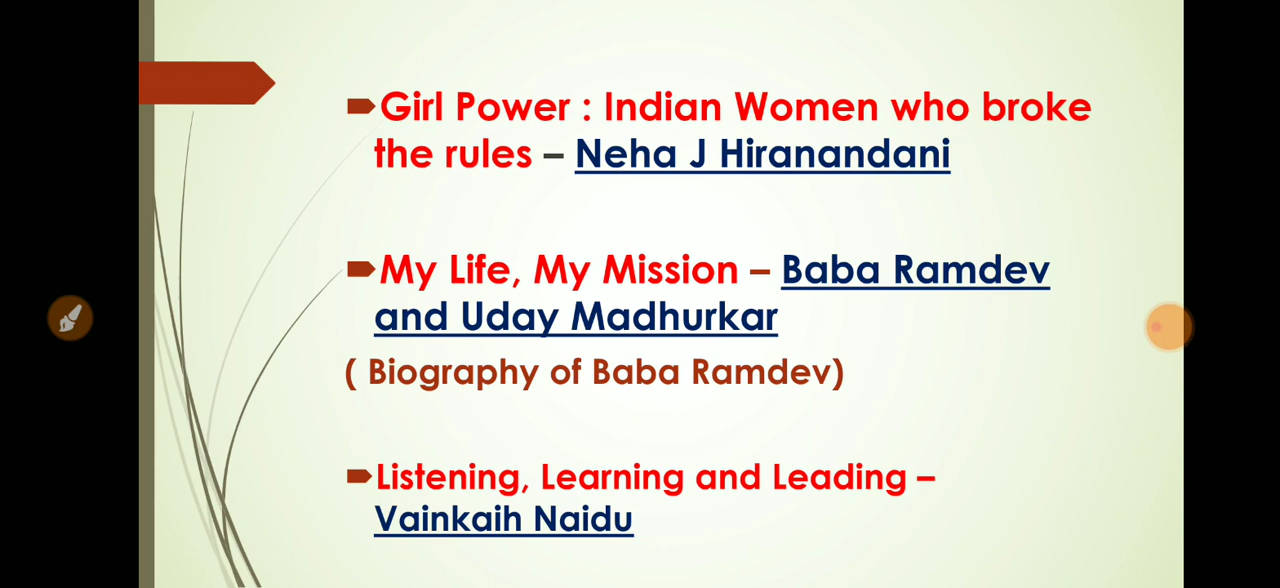 Girl Power : Indian Women who broke
the rules – Neha J Hiranandani
My Life, My Mission – Baba Ramdev
and Uday Madhurkar
( Biography of Baba Ramdev)
Listening, Learning and Leading –
Vainkaih Naidu